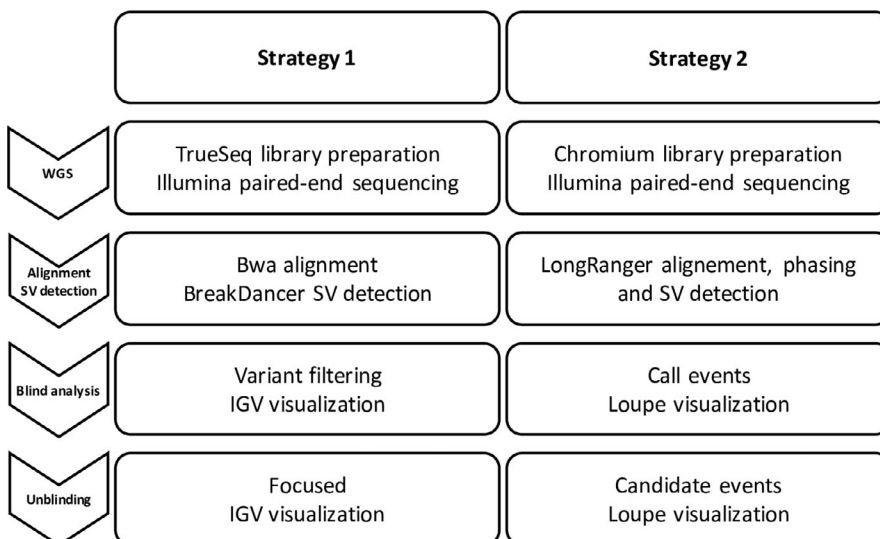 Strategy 1
Strategy 2
WGS
TrueSeq library preparation
Illumina paired-end sequencing
Chromium library preparation
Illumina paired-end sequencing
Alignment
SV detection
Bwa alignment
BreakDancer SV detection
LongRanger alignement, phasing
and SV detection
Blind analysis
Variant filtering
IGV visualization
Call events
Loupe visualization
Unblinding
Focused
IGV visualization
Candidate events
Loupe visualization